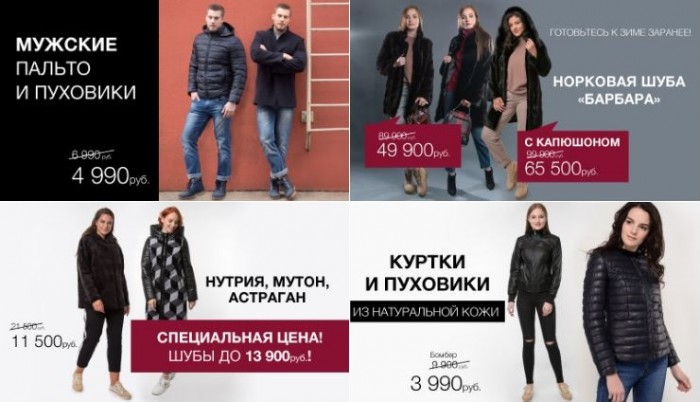 МУЖСКИЕ
ПАЛЬТО
И ПУХОВИКИ
6 990 руб.
4 990 руб.
ГОТОВЬТЕСЬ К ЗИМЕ ЗАРАНЕЕ!
НОРКОВАЯ ШУБА
«БАРБАРА»
89 900 руб.
49 900 руб.
С КАПЮШОНОМ
99 900 руб.
65 500 руб.
НУТРИЯ, МУТОН,
АСТРАГАН
21 500 руб.
11 500 руб.
СПЕЦИАЛЬНАЯ ЦЕНА!
ШУБЫ ДО 13 900 руб.!
КУРТКИ
И ПУХОВИКИ
ИЗ НАТУРАЛЬНОЙ КОЖИ
Бомбер
9 900 руб.
3 990 руб.